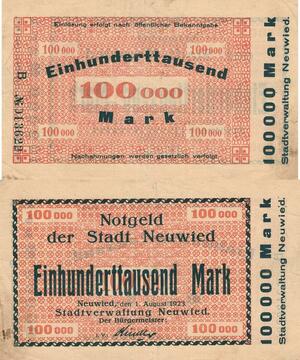 Einlösung erfolgt nach öffentlicher Bekanntgabe
100 000 100 000
Einhunderttausend
100 000
Mark
100 000 100 000
Nachahmungen werden gesetzlich verfolgt
B
100000 Mark
Stadtverwaltung Neuwied.
100 000 100 000
Notgeld
der Stadt Neuwied
Einhunderttausend Mark
Neuwied, den 1. August 1923
Stadtverwaltung Neuwied.
Der Bürgermeister:
I.V.
100 000 100 000
100000 Mark
Stadtverwaltung Neuwied.